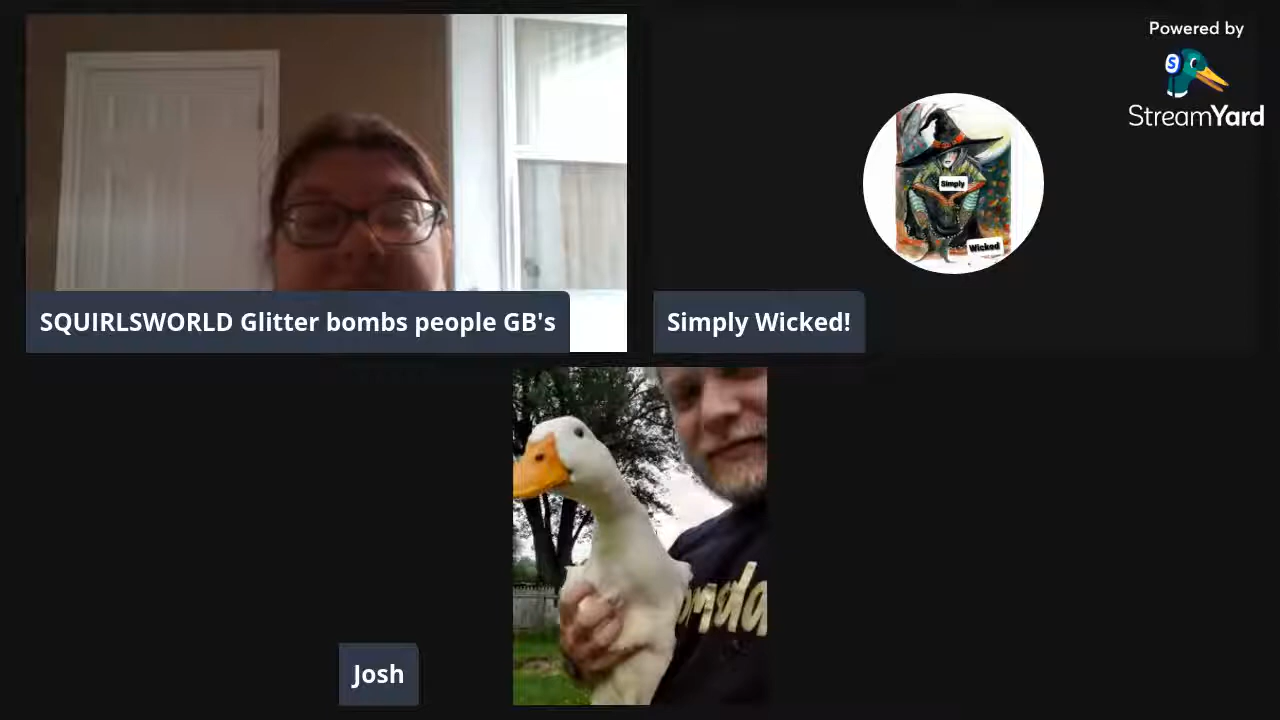 Powered by
StreamYard
Simply
Wicked
SQUIRLSWORLD Glitter bombs people GB's
Simply Wicked!
Josh